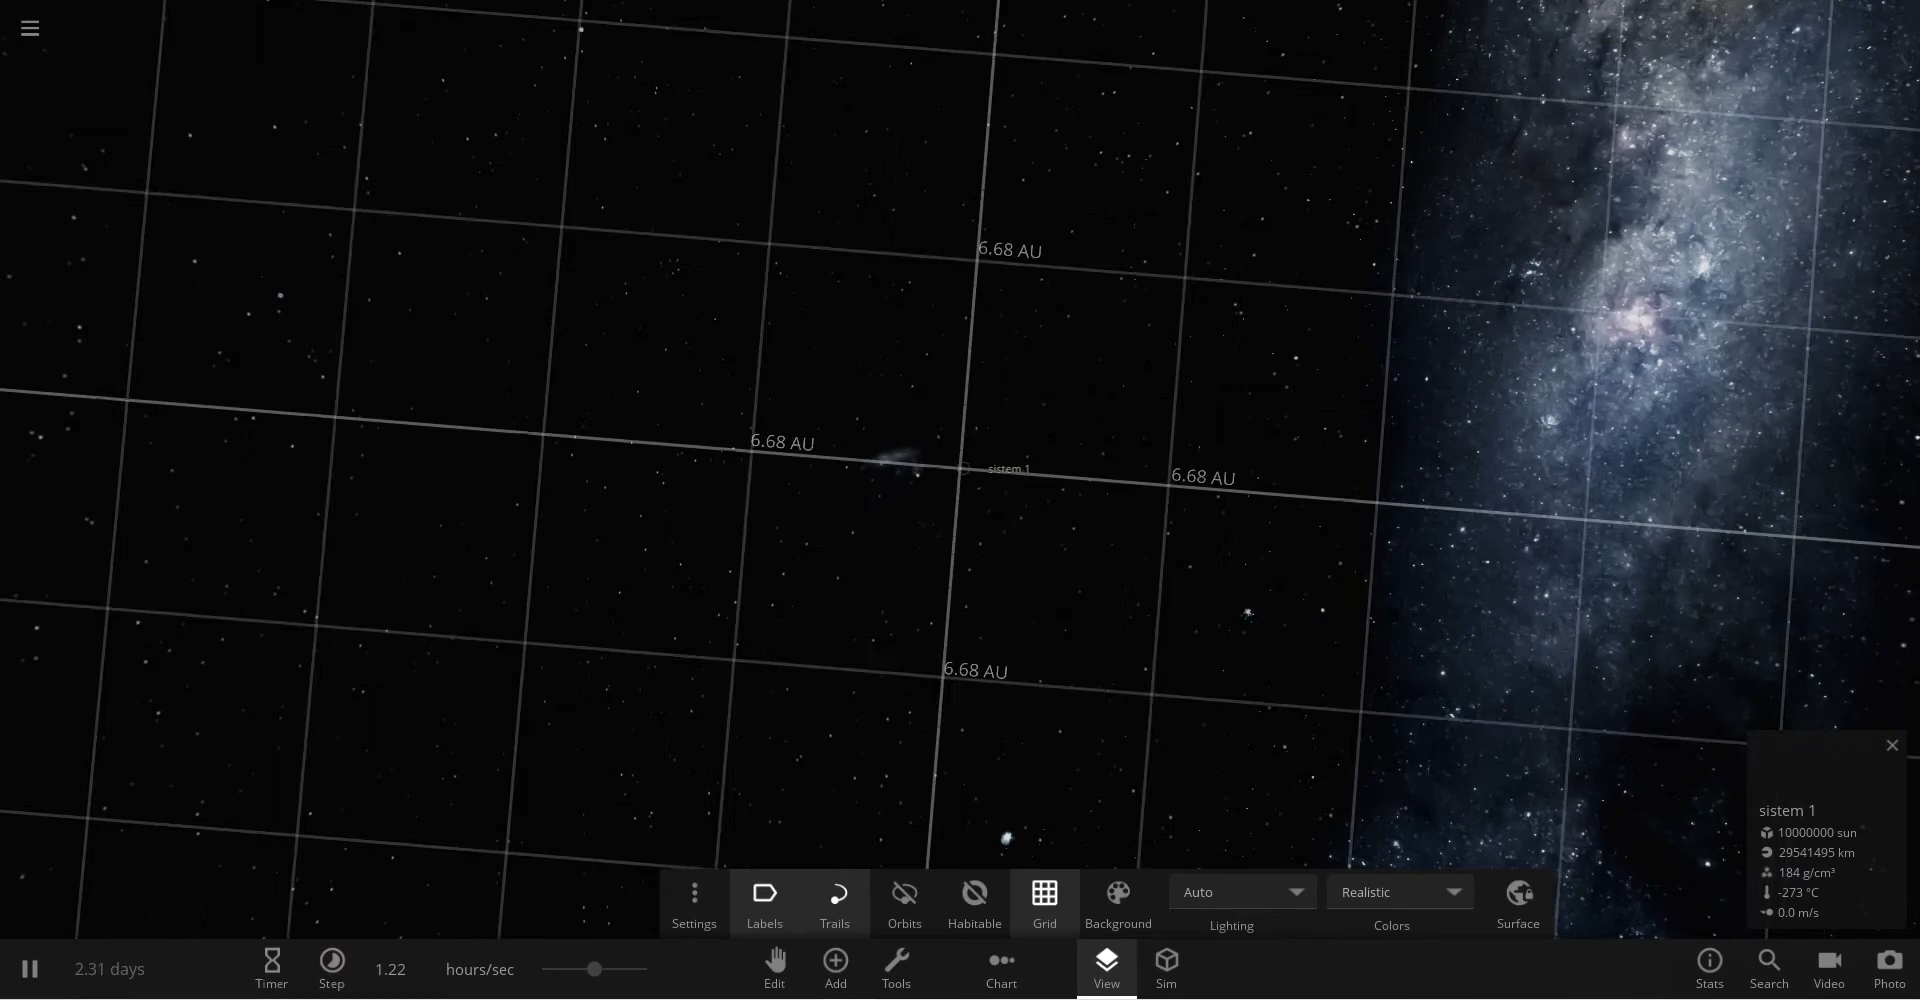 6.68 AU
6.68 AU
sistem 1
6.68 AU
6.68 AU
sistem 1
10000000 sun
29541495 km
184 g/cm³
-273 °C
0.0 m/s
Settings Labels Trails Orbits Habitable Grid Background Auto Lighting Realistic Colors Surface
2.31 days Timer Step 1.22 hours/sec Edit Add Tools Chart View Sim Stats Search Video Photo